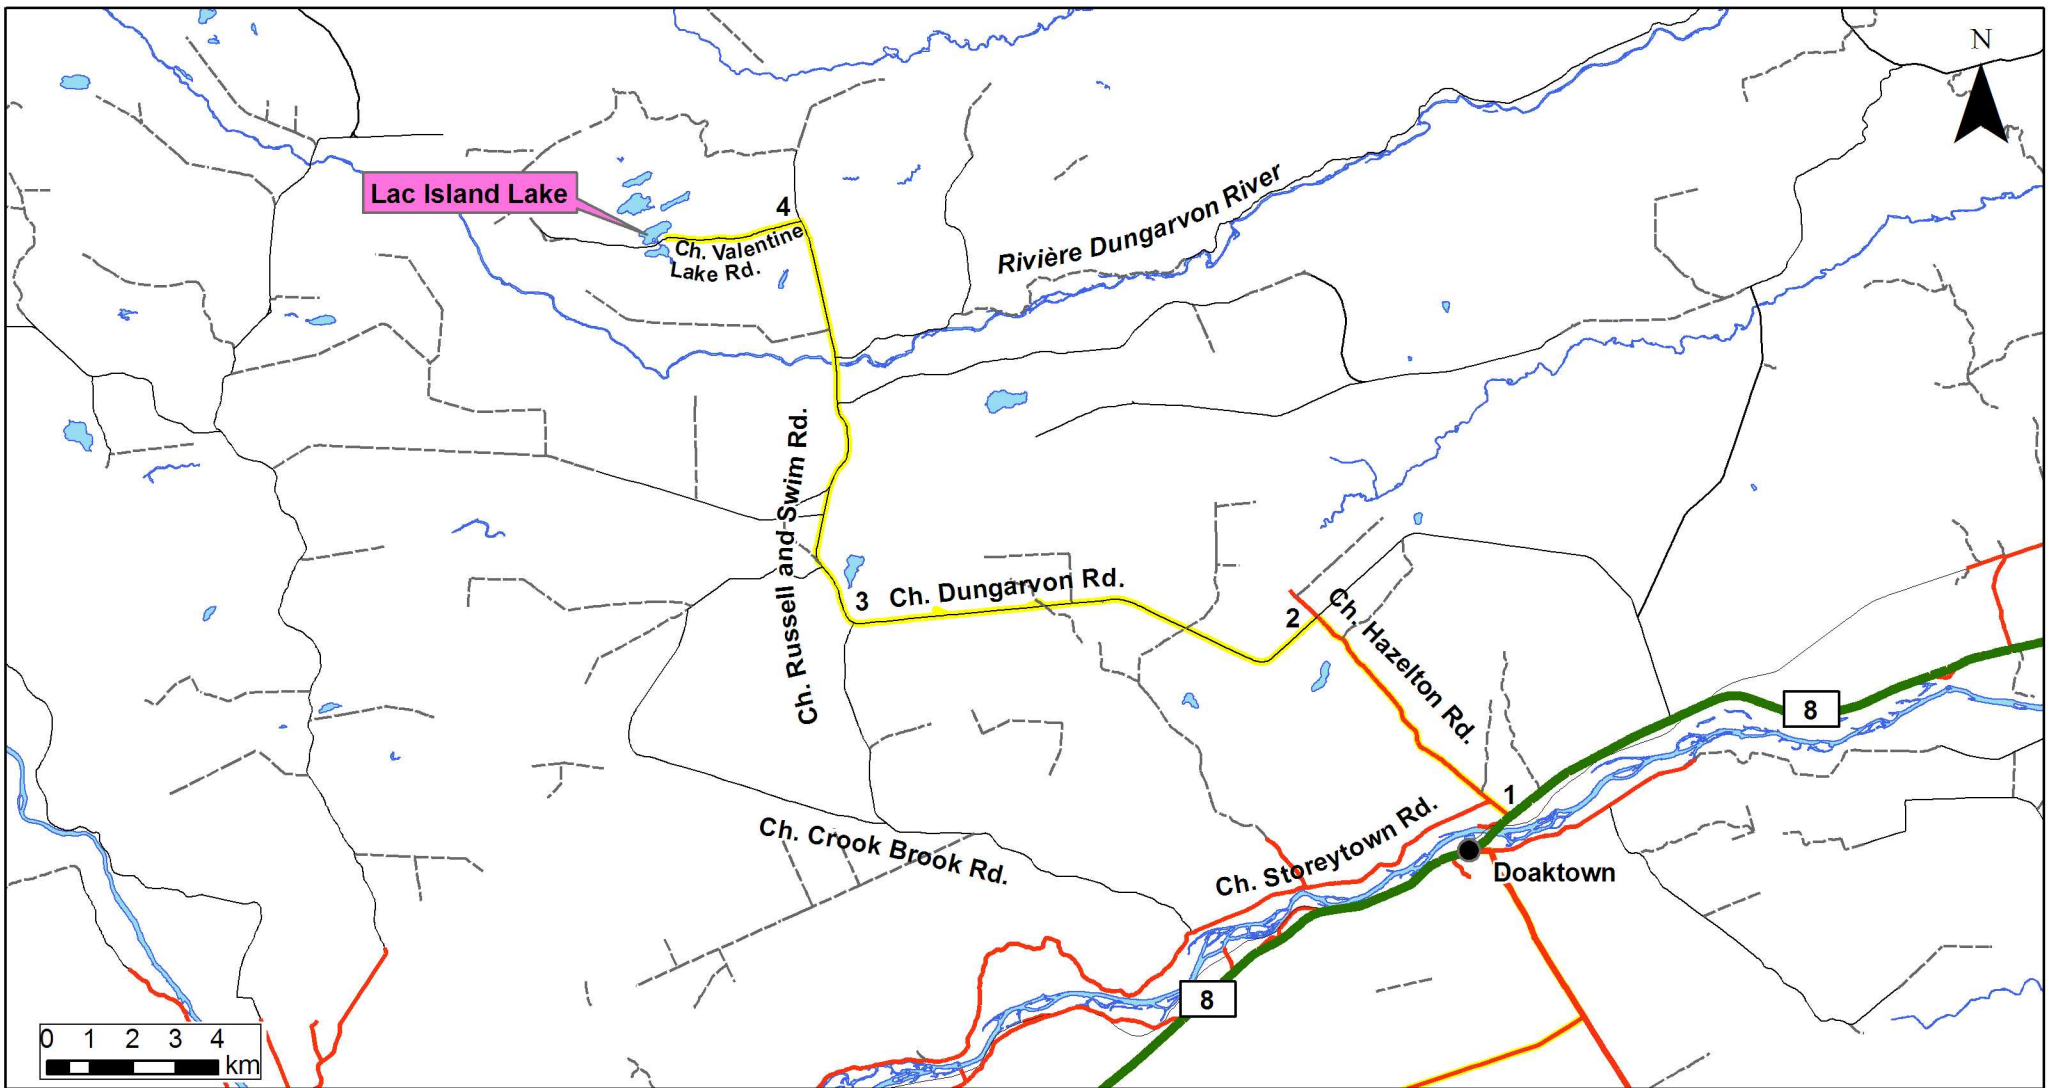 N
Lac Island Lake
4
Ch. Valentine
Lake Rd.
Rivière Dungarvon River
Ch. Russell and Swim Rd.
3
Ch. Dungarvon Rd.
2
Ch. Hazelton Rd.
8
1
Ch. Storeytown Rd.
Ch. Crook Brook Rd.
Doaktown
8
0 1 2 3 4
km